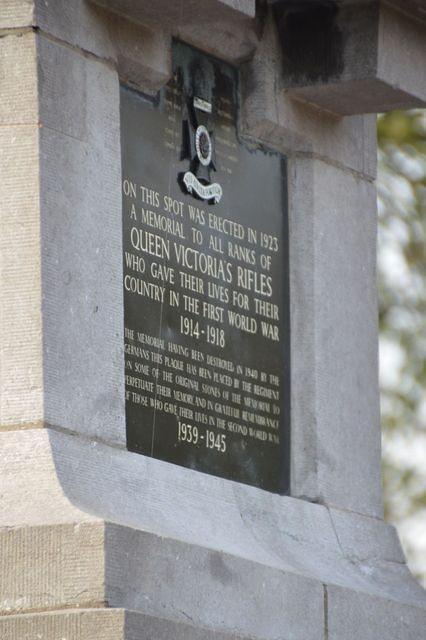 ON THIS SPOT WAS ERECTED IN 1923
A MEMORIAL TO ALL RANKS OF
QUEEN VICTORIA'S RIFLES
WHO GAVE THEIR LIVES FOR THEIR
COUNTRY IN THE FIRST WORLD WAR
1914-1918
THE MEMORIAL HAVING BEEN DESTROYED IN 1940 BY THE
GERMANS THIS PLAQUE HAS BEEN PLACED BY THE REGIMENT
ON SOME OF THE ORIGINAL STONES OF THE MEMORIAL TO
PERPETUATE THEIR MEMORY, AND IN GRATEFUL REMEMBRANCE
OF THOSE WHO GAVE THEIR LIVES IN THE SECOND WORLD WAR
1939-1945